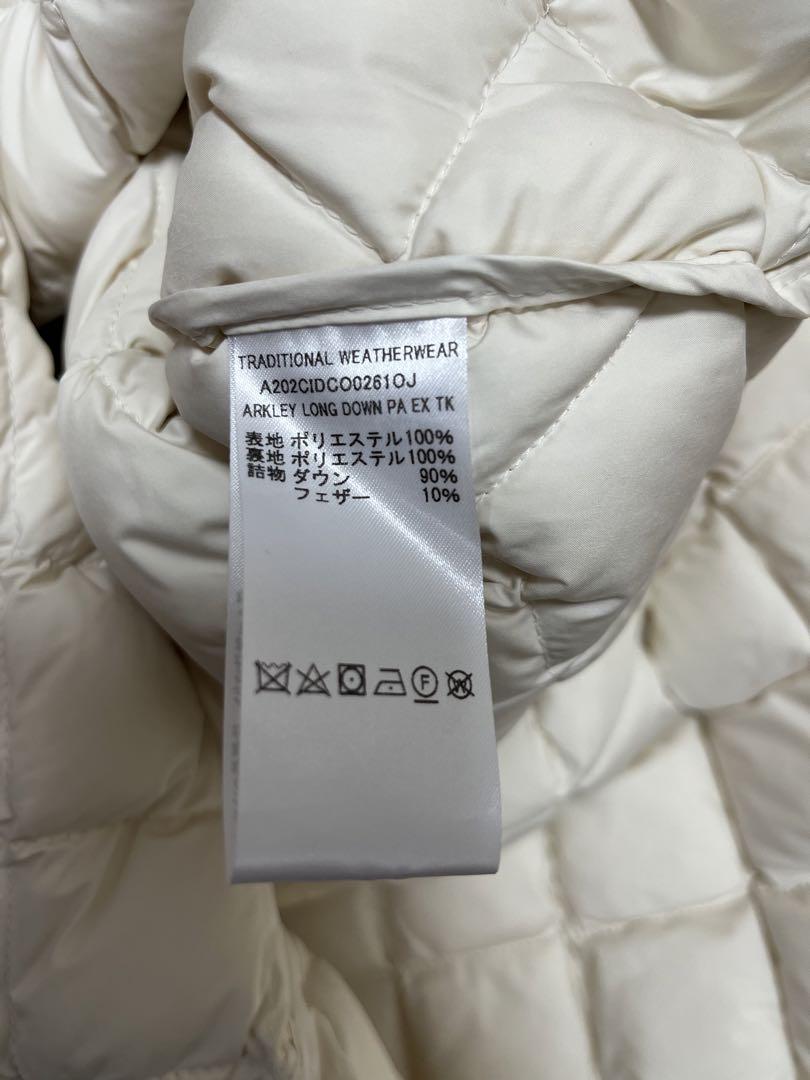 TRADITIONAL WEATHERWEAR
A202CIDCO0261OJ
ARKLEY LONG DOWN PA EX TK
表地 ポリエステル100%
裏地 ポリエステル100%
詰物 ダウン 90%
フェザー 10%
F
W